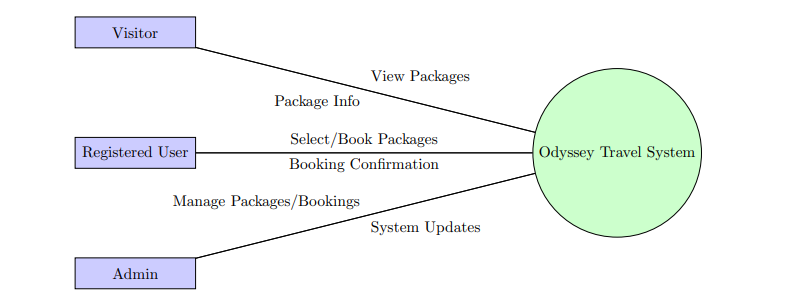 Visitor
View Packages
Package Info
Select/Book Packages
Registered User
Odyssey Travel System
Booking Confirmation
Manage Packages/Bookings
System Updates
Admin